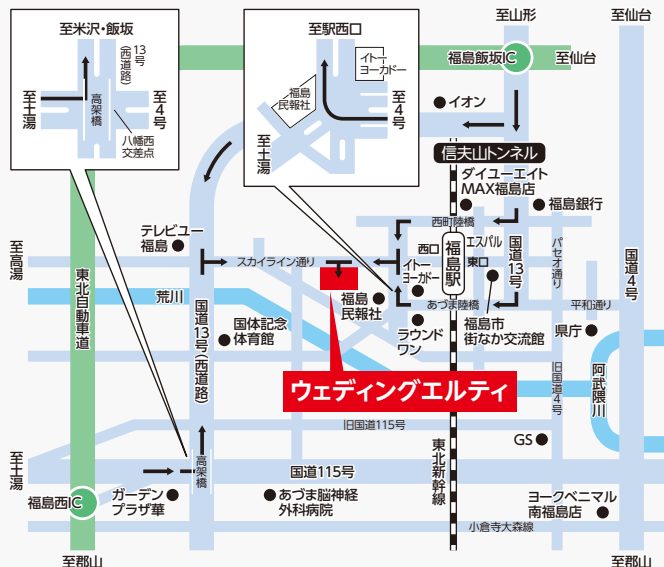 至山形
至仙台
至米沢・飯坂
13号
(西道路)
至土湯
高架橋
至4号
八幡西
交差点
至駅西口
イトー
ヨーカドー
福島
民報社
至4号
至土湯
福島飯坂IC
至仙台
イオン
信夫山トンネル
ダイユーエイト
MAX福島店
福島銀行
西町陸橋
テレビュー
福島
スカイライン通り
至高湯
西口
福島駅
エスパル
東口
国道13号
パセオ通り
国道4号
イトー
ヨーカドー
東北自動車道
荒川
国道13号(西道路)
福島
民報社
あづま陸橋
平和通り
国体記念
体育館
ラウンド
ワン
福島市
街なか交流館
県庁
ウェディングエルティ
旧国道4号
阿武隈川
旧国道115号
東北新幹線
GS
至土湯
高架橋
国道115号
福島西IC
ガーデン
プラザ華
あづま脳神経
外科病院
ヨークベニマル
南福島店
小倉寺大森線
至郡山
至郡山